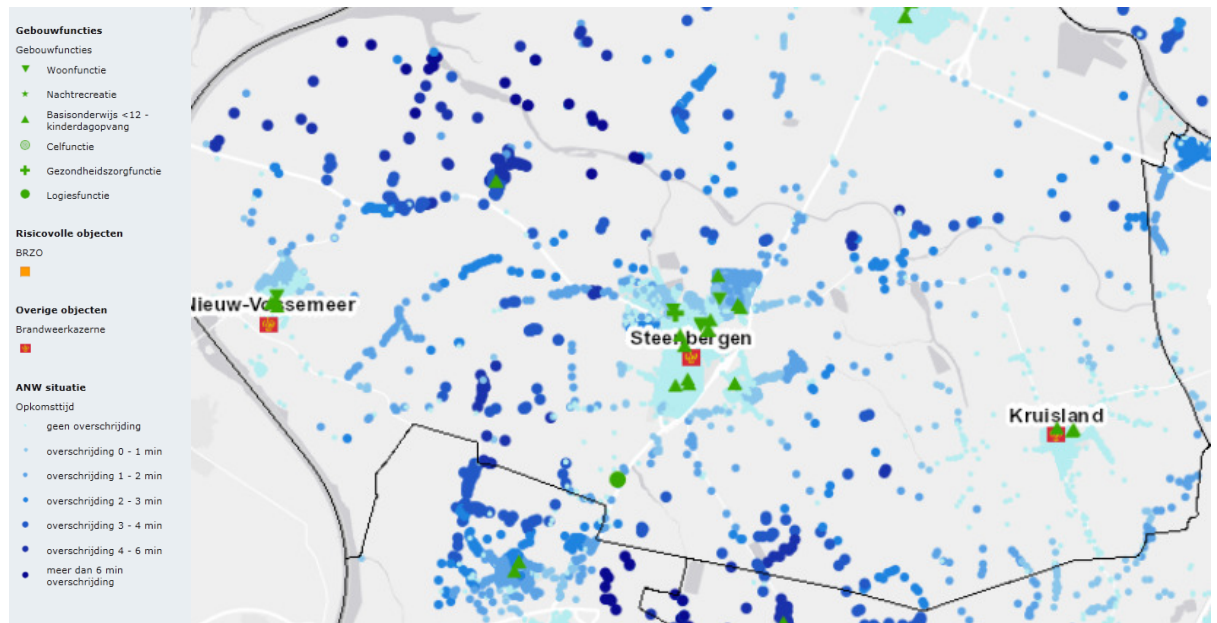 Gebouwfuncties
Gebouwfuncties
Woonfunctie
Nachtrecreatie
Basisonderwijs <12 -
kinderdagopvang
Celfunctie
Gezondheidszorgfunctie
Logiesfunctie
Risicovolle objecten
BRZO
Overige objecten
Brandweerkazerne
ANW situatie
Opkomsttijd
geen overschrijding
overschrijding 0 - 1 min
overschrijding 1 - 2 min
overschrijding 2 - 3 min
overschrijding 3 - 4 min
overschrijding 4 - 6 min
meer dan 6 min
overschrijding
Nieuw-Vossemeer
Steenbergen
Kruisland